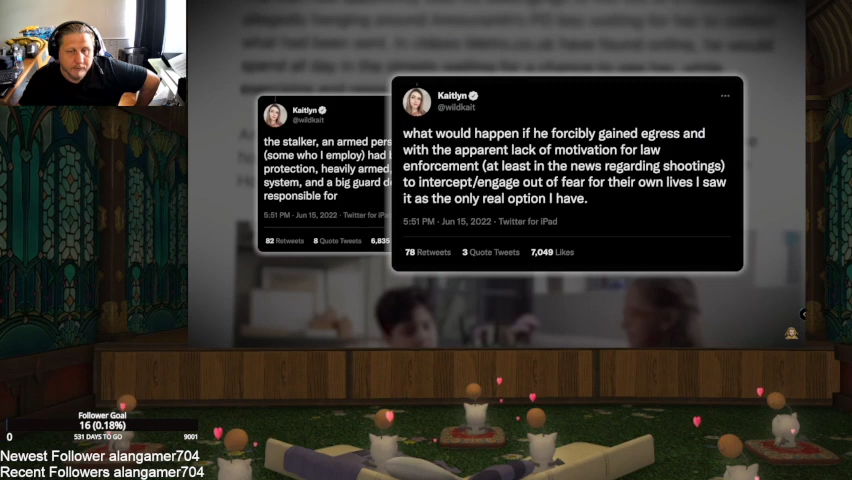 Kaitlyn
@wildkait
the stalker, an armed pers
(some who I employ) had
protection, heavily armed,
system, and a big guard
responsible for
5:51 PM · Jun 15, 2022 · Twitter for iPa
82 Retweets 8 Quote Tweets 6,835
Kaitlyn
@wildkait
what would happen if he forcibly gained egress and
with the apparent lack of motivation for law
enforcement (at least in the news regarding shootings)
to intercept/engage out of fear for their own lives I saw
it as the only real option I have.
5:51 PM · Jun 15, 2022 · Twitter for iPad
78 Retweets 3 Quote Tweets 7,049 Likes
Follower Goal
16 (0.18%)
0 531 DAYS TO GO 9001
Newest Follower alangamer704
Recent Followers alangamer704